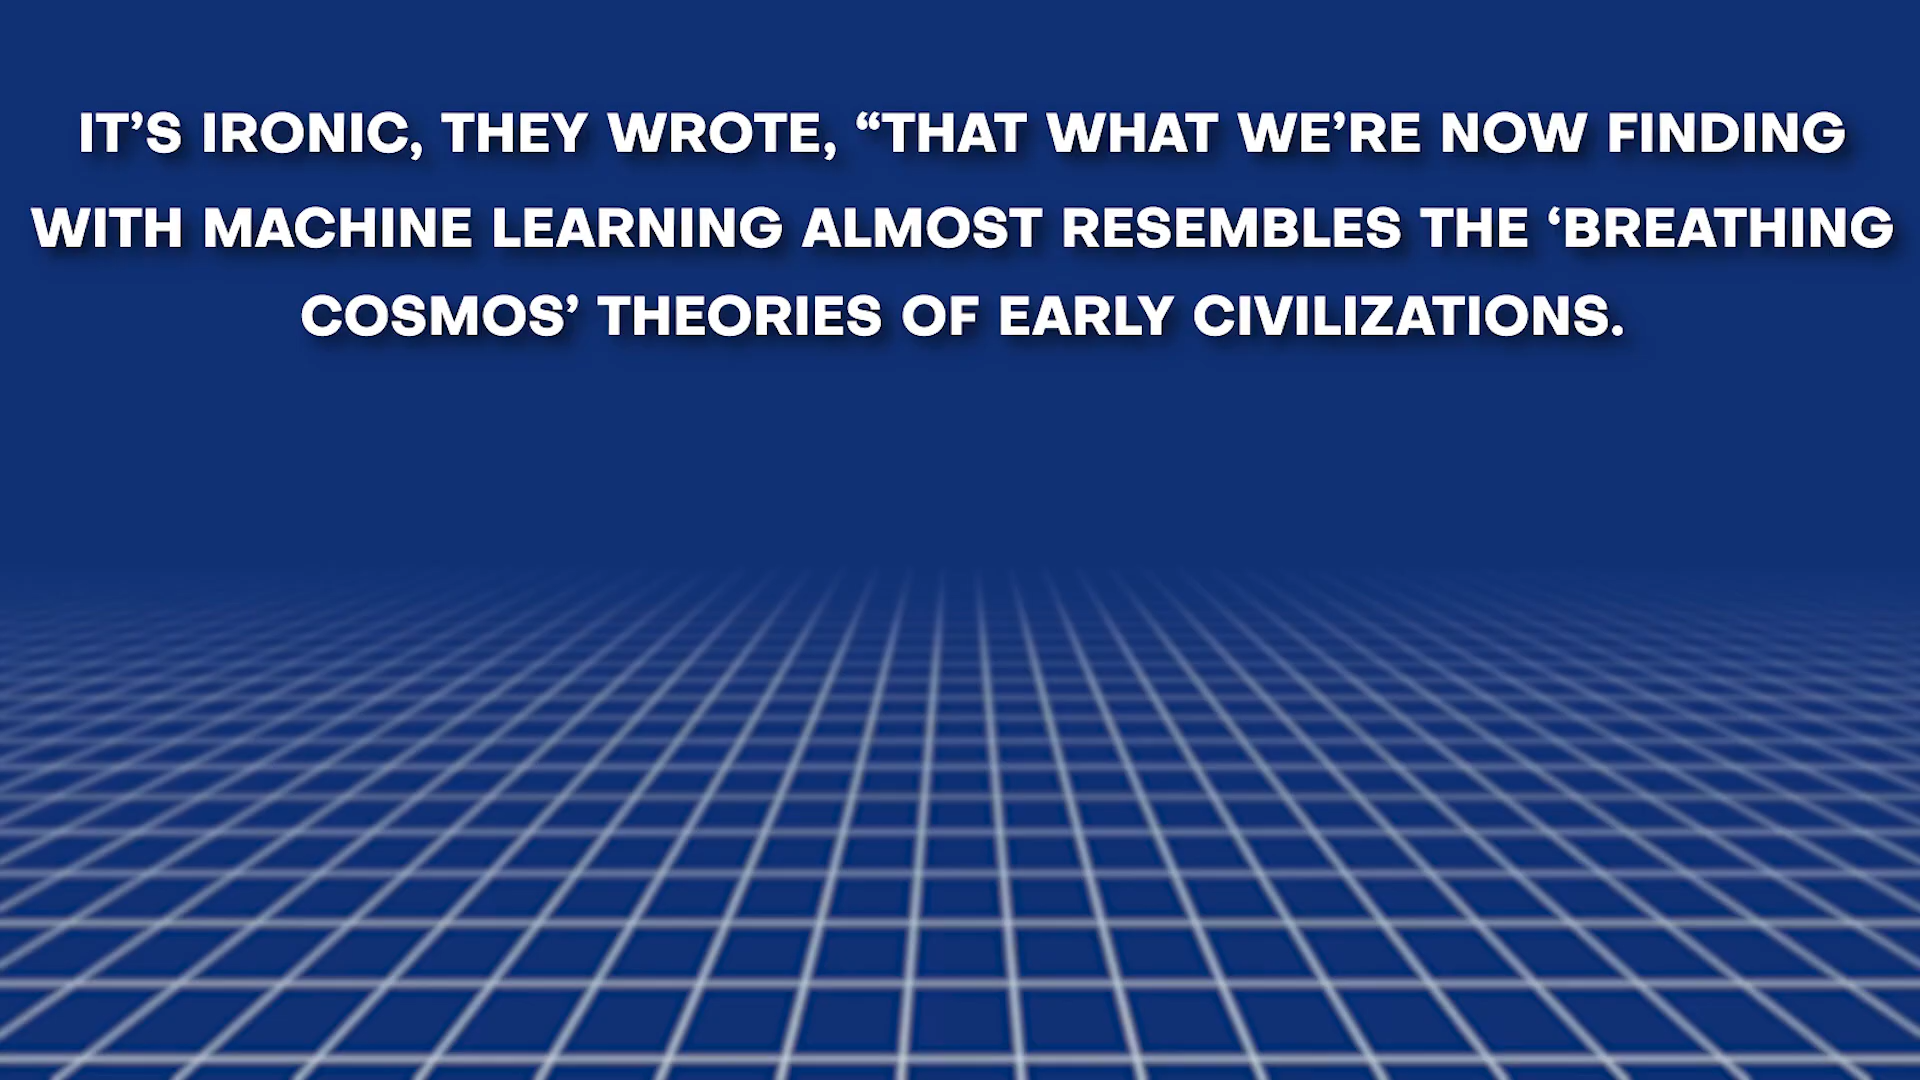 IT’S IRONIC, THEY WROTE, “THAT WHAT WE’RE NOW FINDING
WITH MACHINE LEARNING ALMOST RESEMBLES THE ‘BREATHING
COSMOS’ THEORIES OF EARLY CIVILIZATIONS.